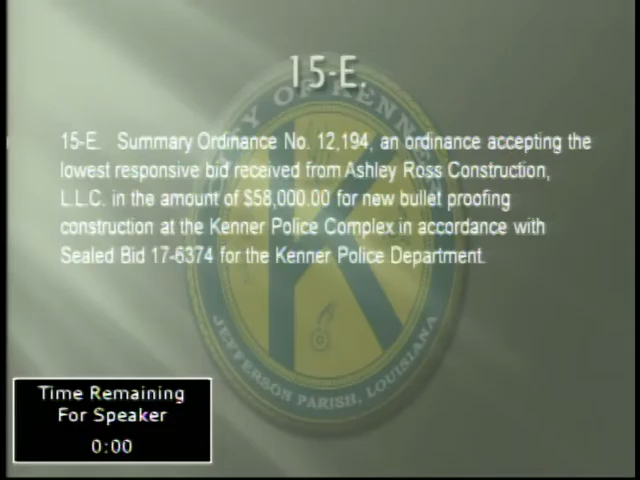 15-E.
15-E. Summary Ordinance No. 12,194, an ordinance accepting the
lowest responsive bid received from Ashley Ross Construction,
L.L.C. in the amount of $58,000.00 for new bullet proofing
construction at the Kenner Police Complex in accordance with
Sealed Bid 17-6374 for the Kenner Police Department.
CITY OF KENNER
JEFFERSON PARISH, LOUISIANA
Time Remaining
For Speaker
0:00